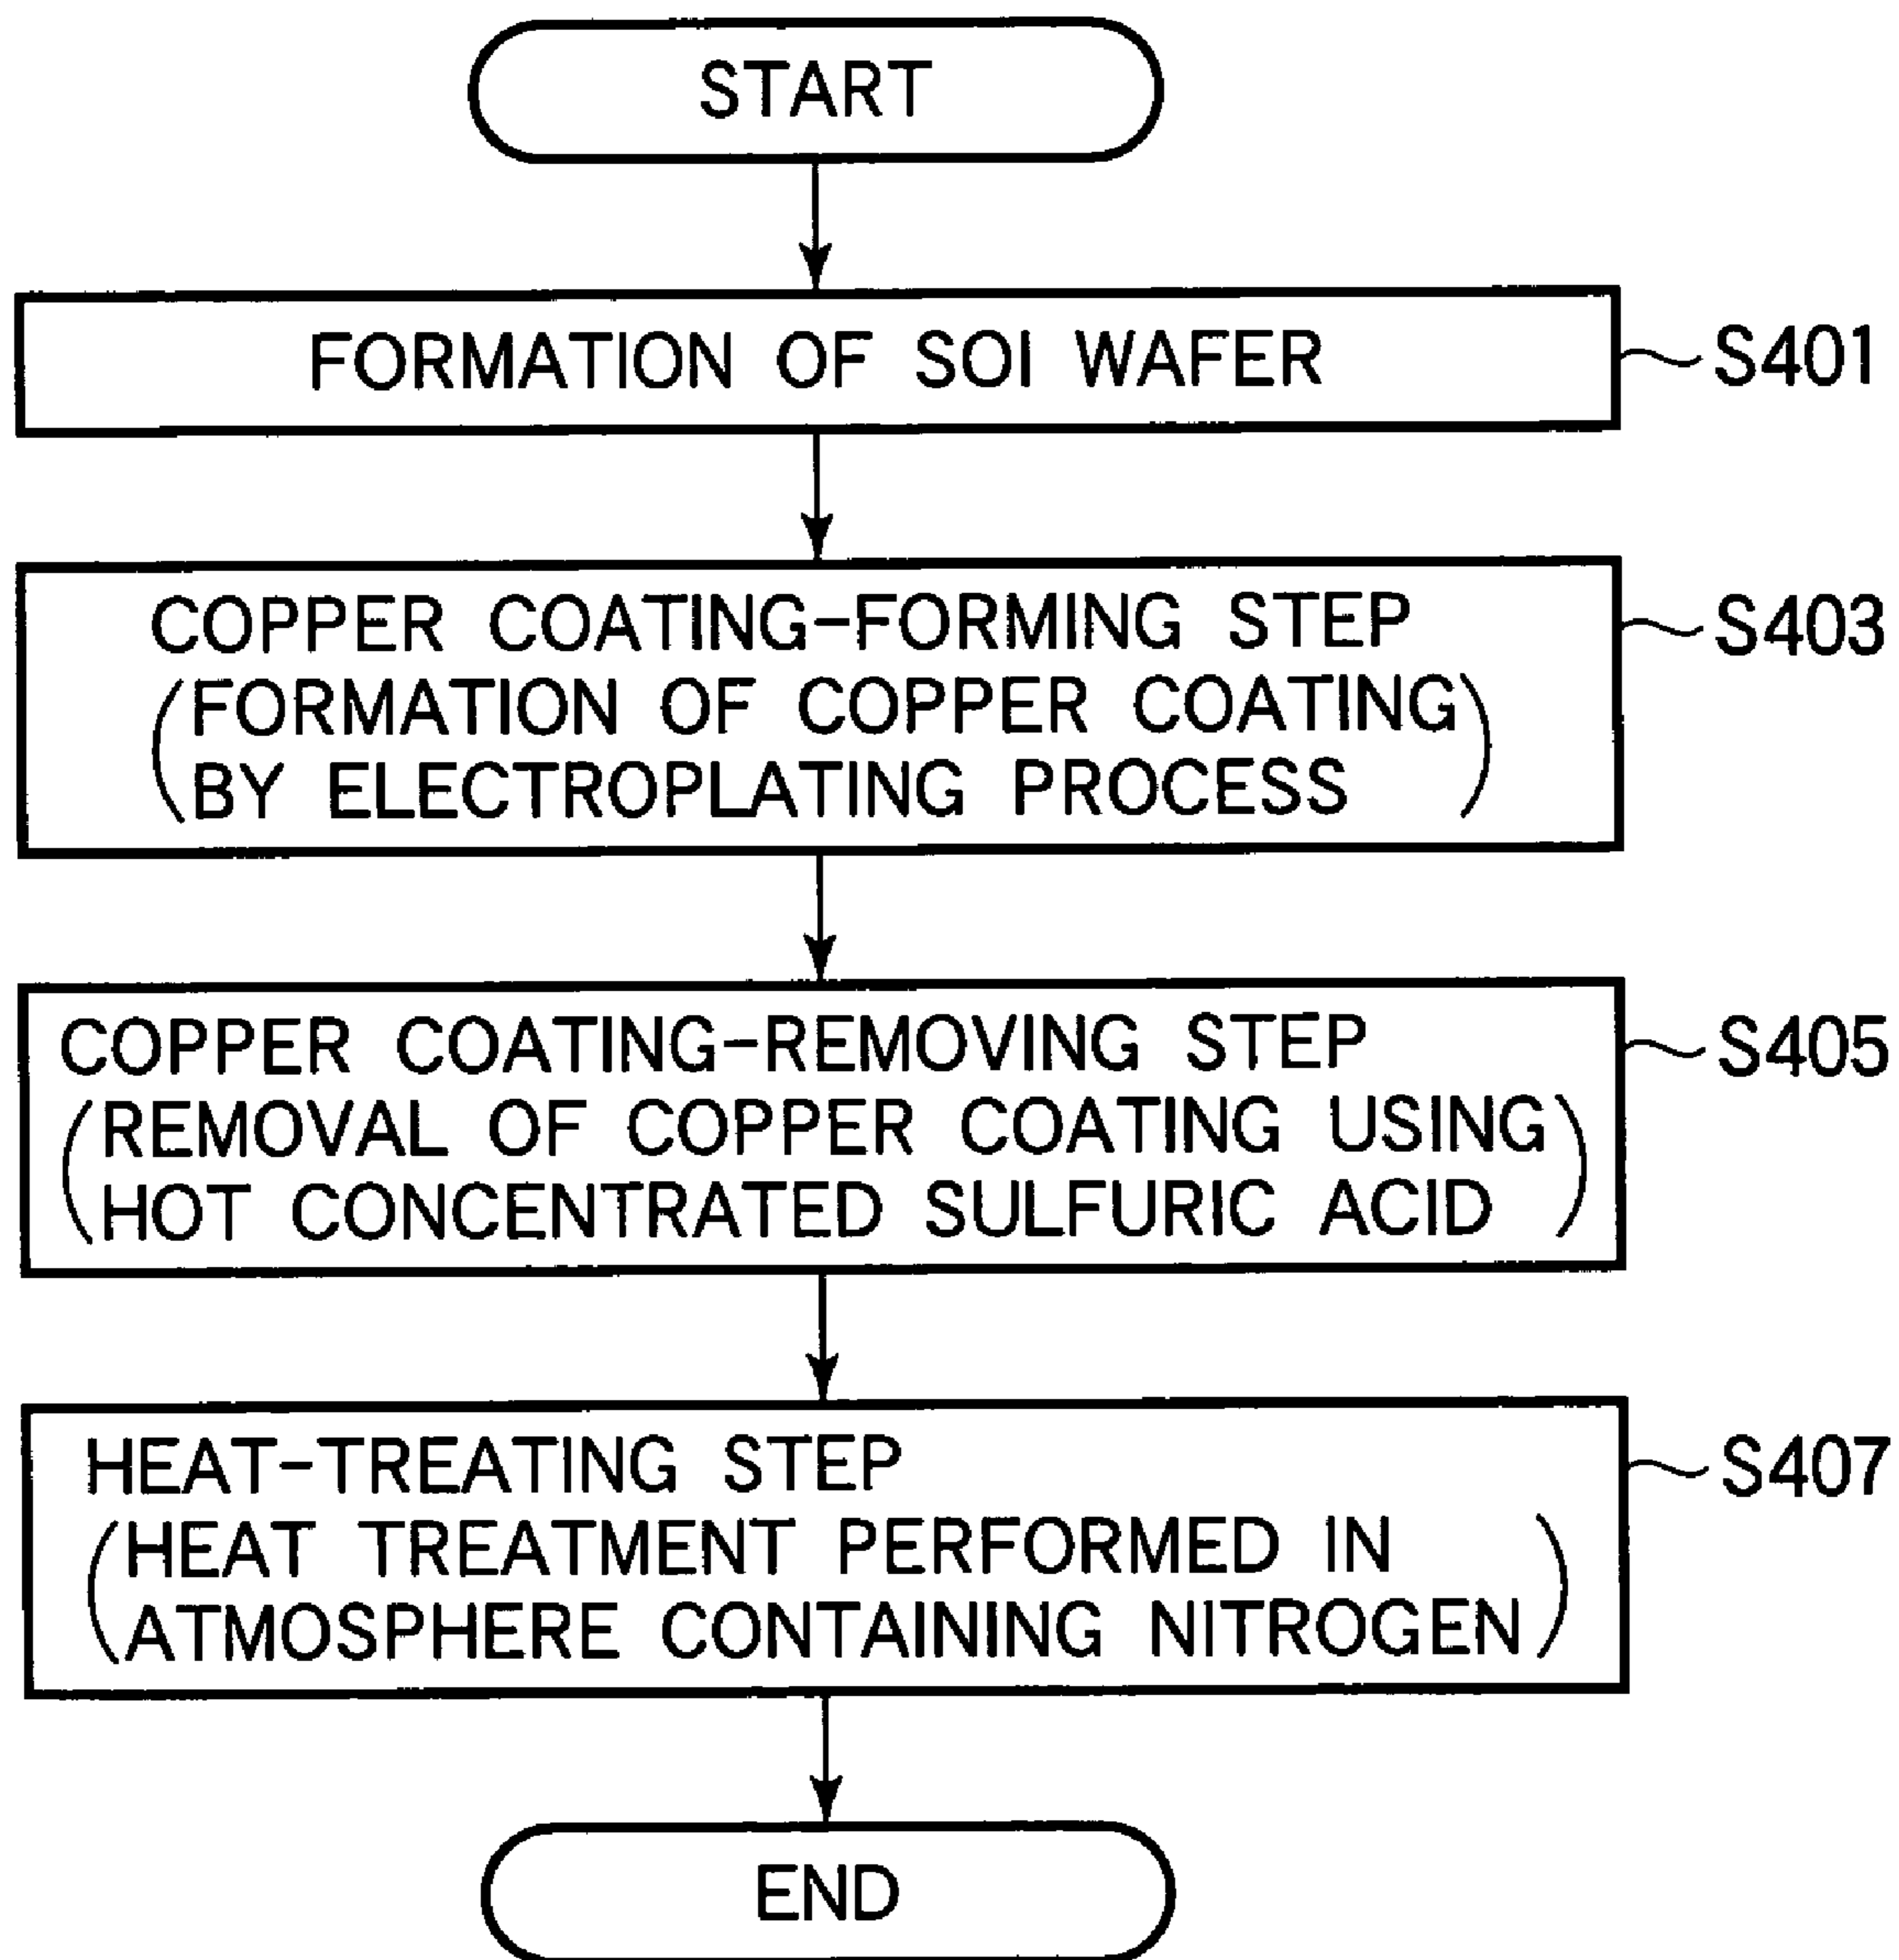 START
FORMATION OF SOI WAFER
S401
COPPER COATING-FORMING STEP
S403
(FORMATION OF COPPER COATING
BY ELECTROPLATING PROCESS)
COPPER COATING-REMOVING STEP
S405
(REMOVAL OF COPPER COATING USING
HOT CONCENTRATED SULFURIC ACID)
HEAT-TREATING STEP
S407
(HEAT TREATMENT PERFORMED IN
ATMOSPHERE CONTAINING NITROGEN)
END